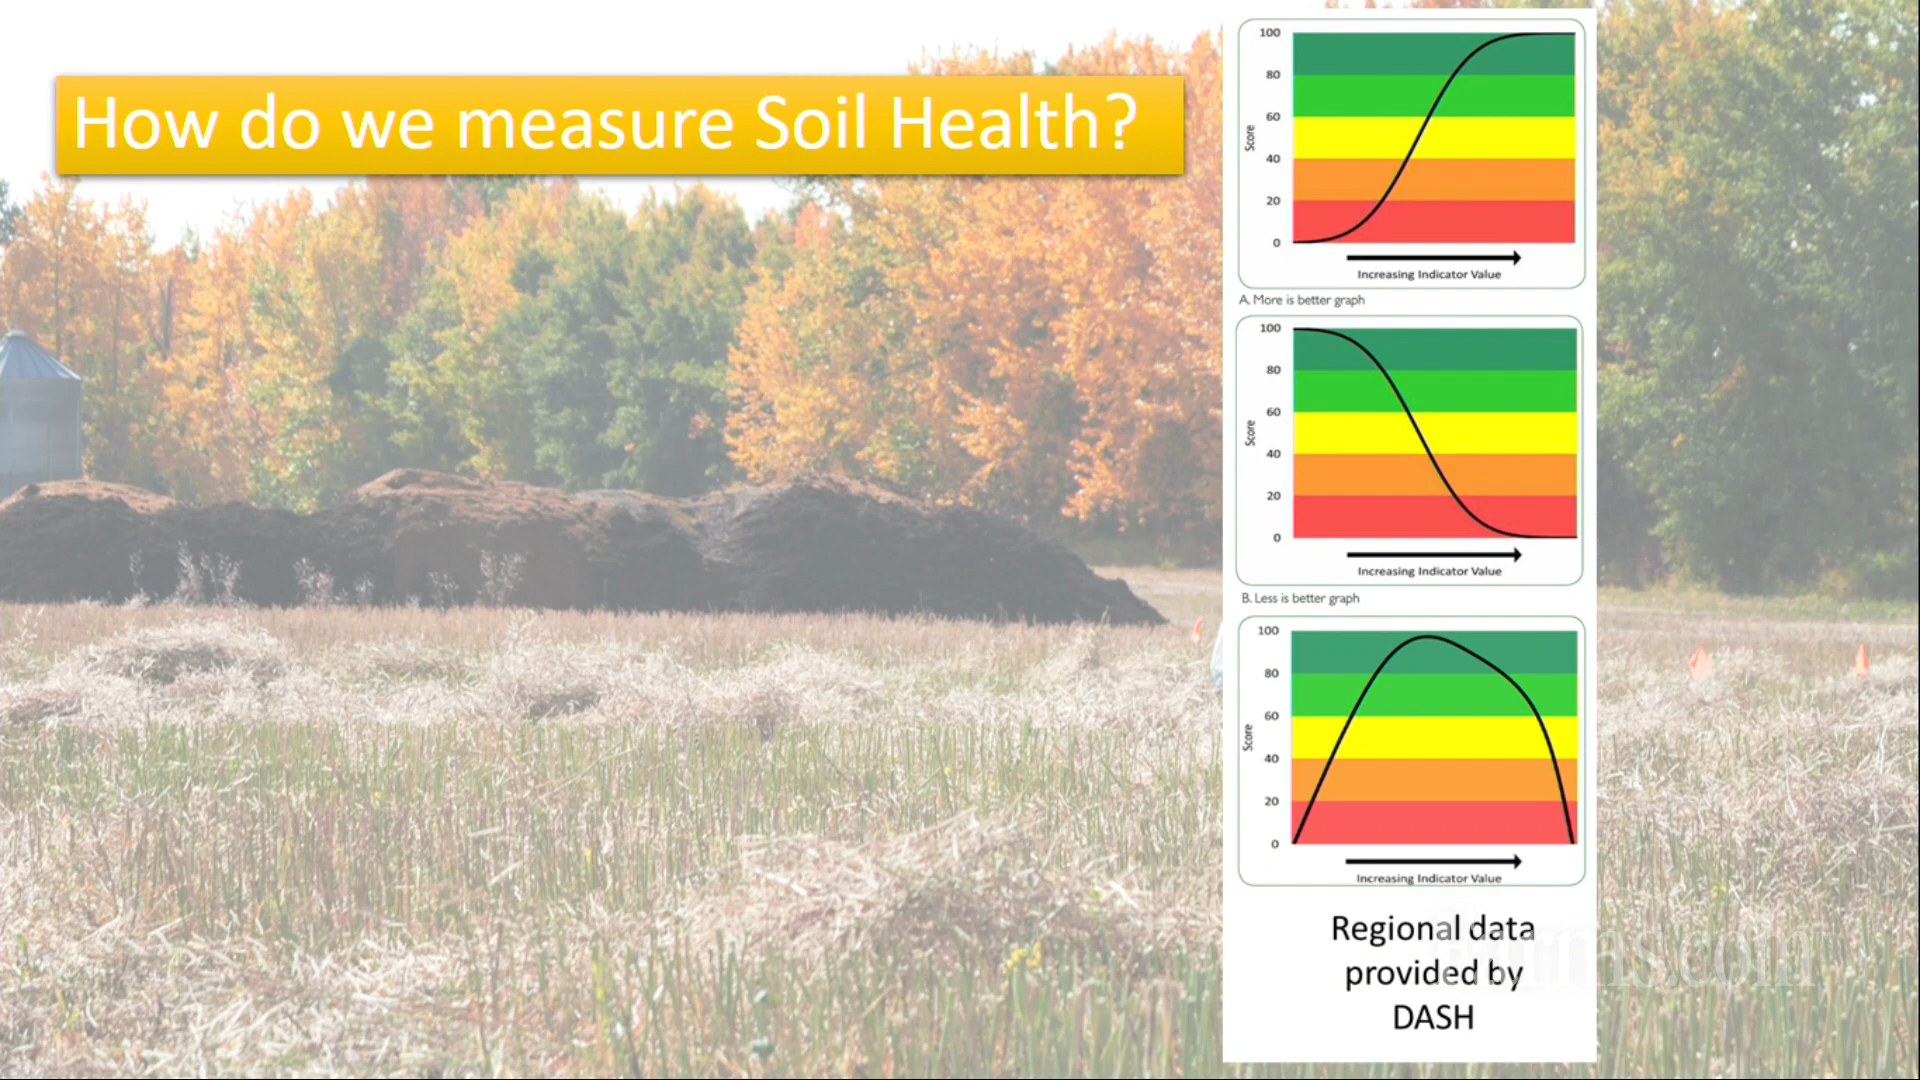 How do we measure Soil Health?
100
80
60
40
20
0
Score
Increasing Indicator Value
A. More is better graph
100
80
60
40
20
0
Score
Increasing Indicator Value
B. Less is better graph
100
80
60
40
20
0
Score
Increasing Indicator Value
Regional data
provided by
DASH
Farms.com